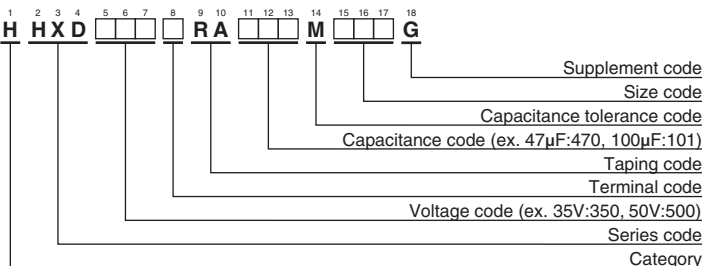 1 2 3 4 5 6 7 8 9 10 11 12 13 14 15 16 17 18
H HXD □□□ □ RA □□□ M □□□ G
Supplement code
Size code
Capacitance tolerance code
Capacitance code (ex. 47µF:470, 100µF:101)
Taping code
Terminal code
Voltage code (ex. 35V:350, 50V:500)
Series code
Category